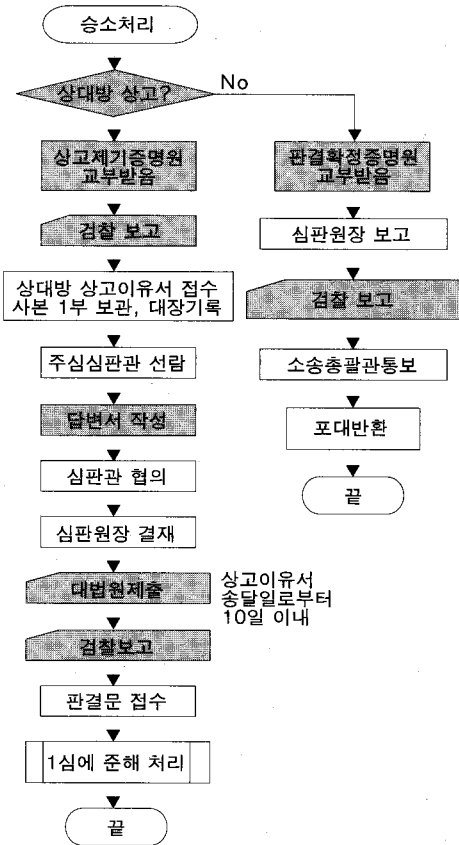 승소처리
상대방 상고?
No
상고제기증명원
교부받음
검찰 보고
상대방 상고이유서 접수
사본 1부 보관, 대장기록
주심심판관 선람
답변서 작성
심판관 협의
심판원장 결재
대법원제출
상고이유서
송달일로부터
10일 이내
검찰보고
판결문 접수
1심에 준해 처리
끝
판결확정증명원
교부받음
심판원장 보고
검찰 보고
소송총괄관통보
포대반환
끝